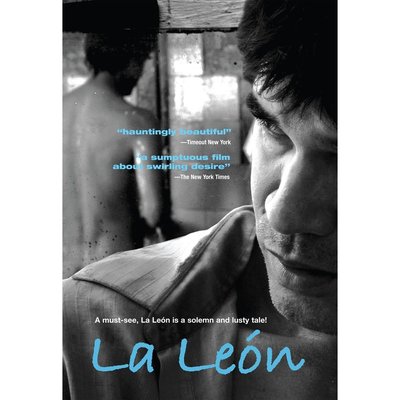 “hauntingly beautiful”
—Timeout New York
“a sumptuous film
about swirling desire”
—The New York Times
A must-see, La León is a solemn and lusty tale!
La León